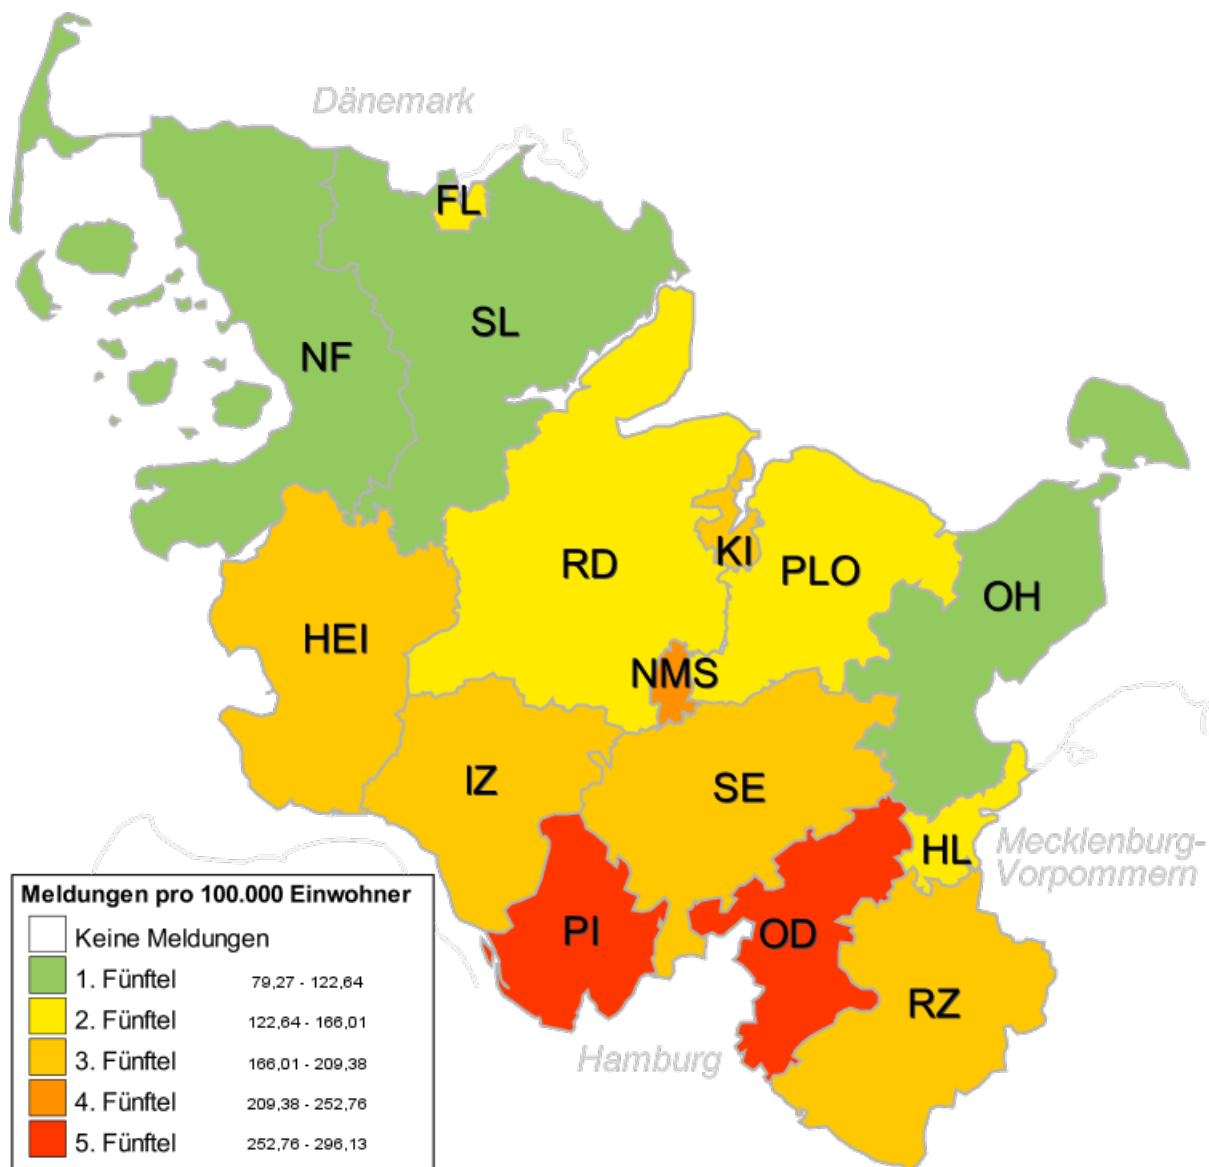 Dänemark
FL
SL
NF
RD
KI
PLO
OH
HEI
NMS
IZ
SE
HL
Mecklenburg-
Vorpommern
PI
OD
RZ
Hamburg
Meldungen pro 100.000 Einwohner
Keine Meldungen
1. Fünftel 79,27 - 122,64
2. Fünftel 122,64 - 166,01
3. Fünftel 166,01 - 209,38
4. Fünftel 209,38 - 252,76
5. Fünftel 252,76 - 296,13